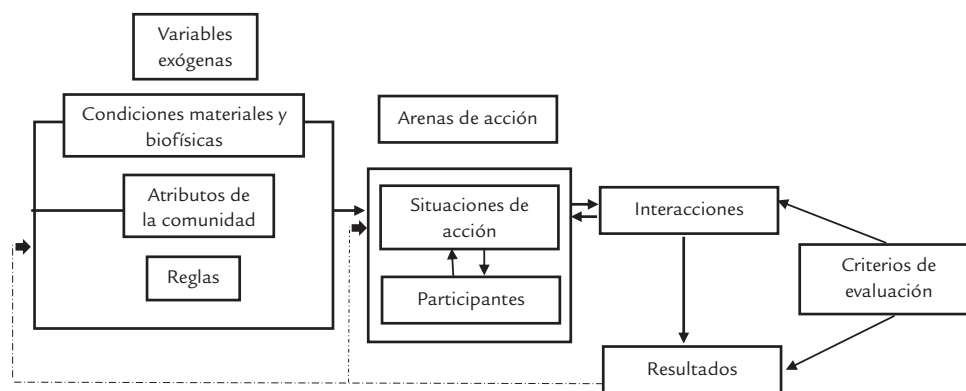 Variables
exógenas
Condiciones materiales y
biofísicas
Atributos de
la comunidad
Reglas
Arenas de acción
Situaciones de
acción
Participantes
Interacciones
Criterios de
evaluación
Resultados